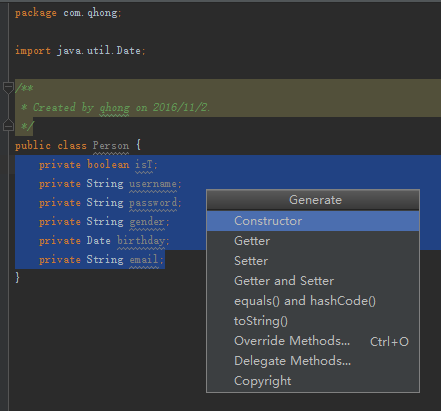 package com.qhong;
import java.util.Date;
/**
* Created by qhong on 2016/11/2.
*/
public class Person {
private boolean isT;
private String username;
private String password;
private String gender;
private Date birthday;
private String email;
}
Generate
Constructor
Getter
Setter
Getter and Setter
equals() and hashCode()
toString()
Override Methods... Ctrl+O
Delegate Methods...
Copyright